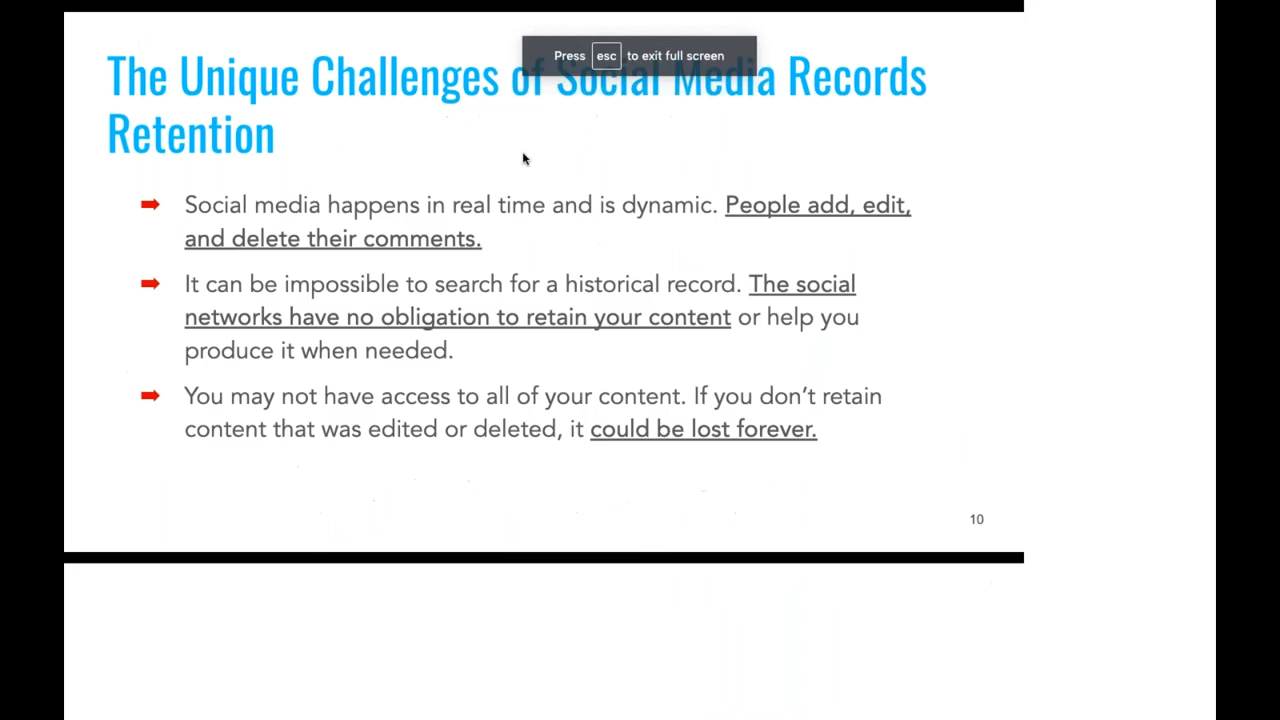 Press esc to exit full screen
The Unique Challenges of Social Media Records
Retention
Social media happens in real time and is dynamic. People add, edit,
and delete their comments.
It can be impossible to search for a historical record. The social
networks have no obligation to retain your content or help you
produce it when needed.
You may not have access to all of your content. If you don’t retain
content that was edited or deleted, it could be lost forever.
10